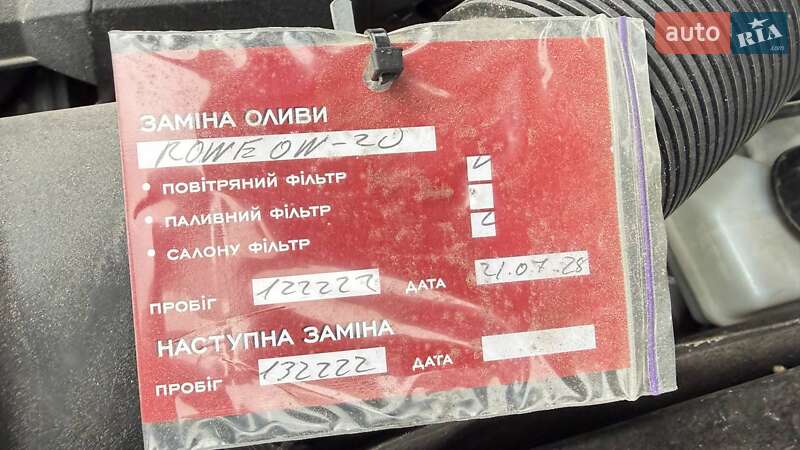 auto RIA.com
ЗАМІНА ОЛИВИ
ROWE 0W-20
• ПОВІТРЯНИЙ ФІЛЬТР
• ПАЛИВНИЙ ФІЛЬТР
• САЛОНУ ФІЛЬТР
ПРОБІГ 122222 ДАТА 21.07.28
НАСТУПНА ЗАМІНА
ПРОБІГ 132222 ДАТА